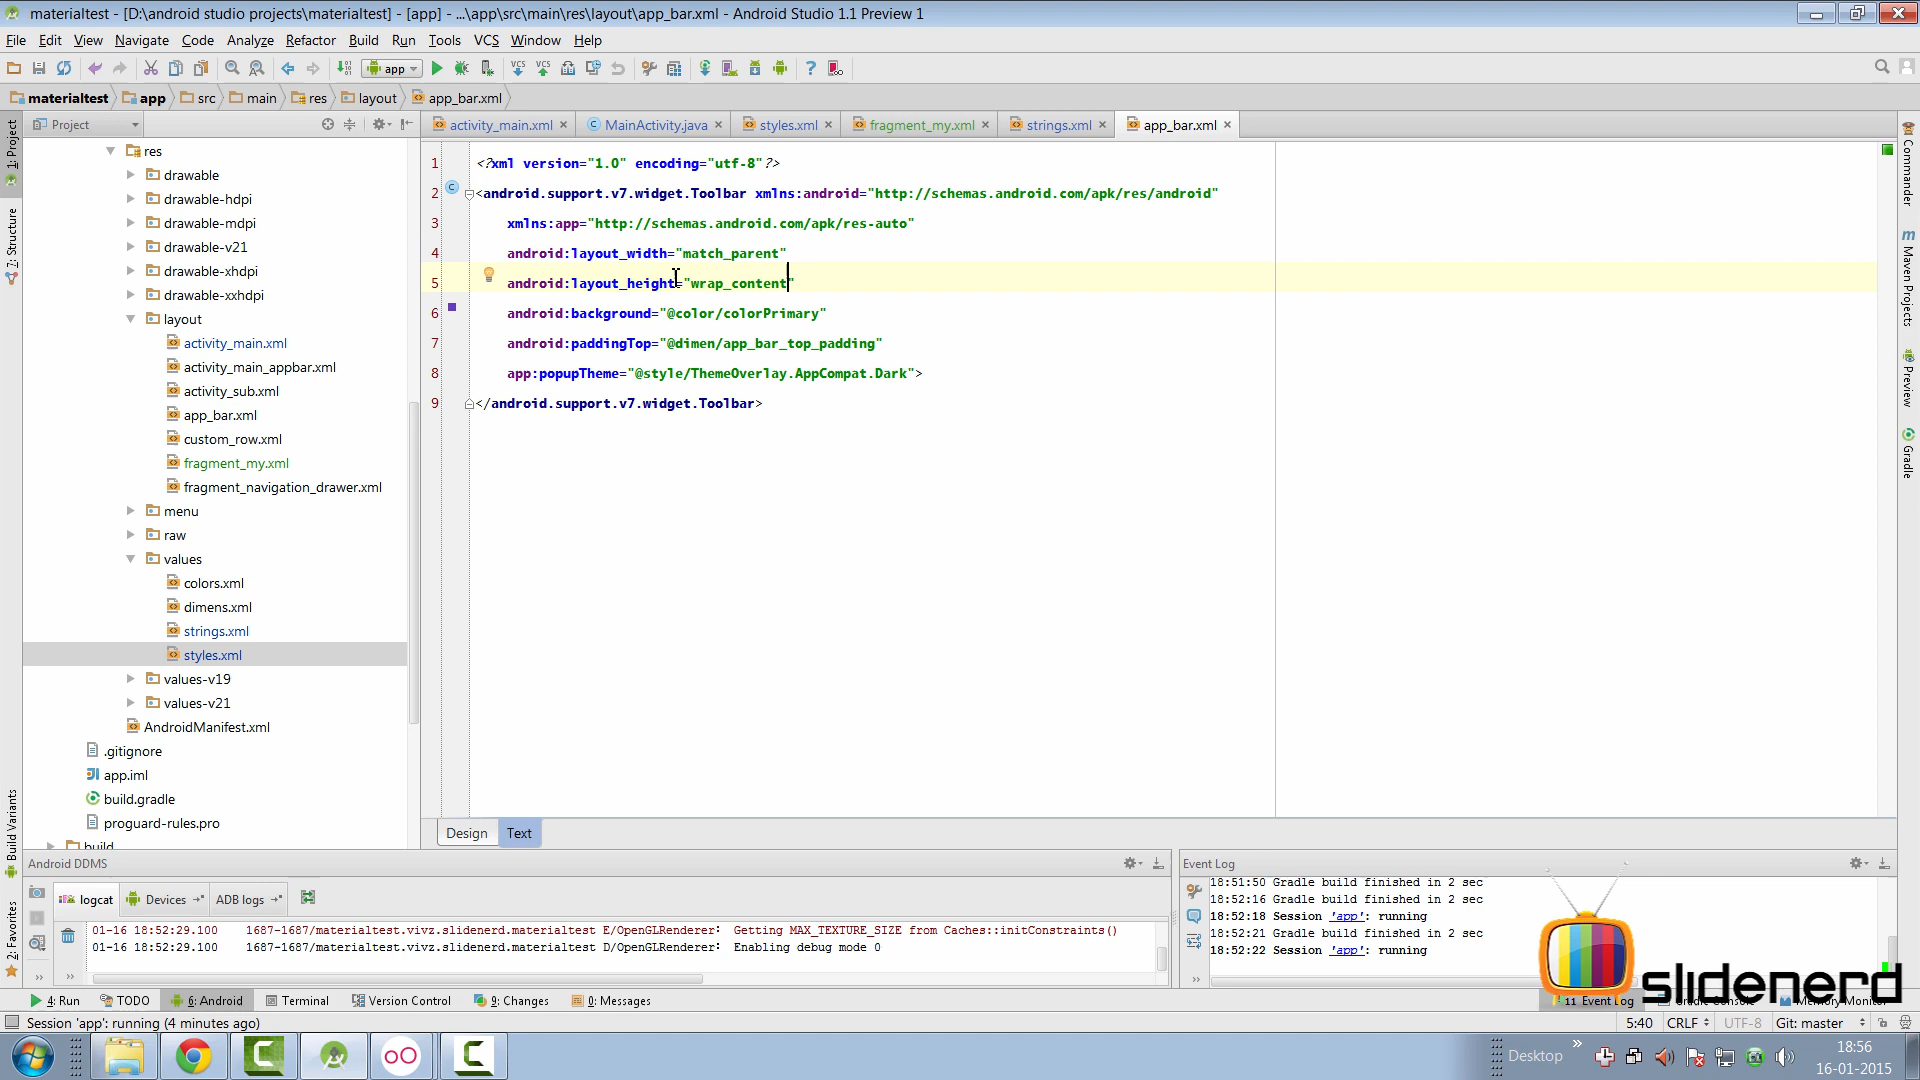 materialtest - [D:\android studio projects\materialtest] - [app] - ...\app\src\main\res\layout\app_bar.xml - Android Studio 1.1 Preview 1
File Edit View Navigate Code Analyze Refactor Build Run Tools VCS Window Help
app
materialtest app src main res layout app_bar.xml
Project
activity_main.xml MainActivity.java styles.xml fragment_my.xml strings.xml app_bar.xml
1: Project
7: Structure
Build Variants
2: Favorites
res
drawable
drawable-hdpi
drawable-mdpi
drawable-v21
drawable-xhdpi
drawable-xxhdpi
layout
activity_main.xml
activity_main_appbar.xml
activity_sub.xml
app_bar.xml
custom_row.xml
fragment_my.xml
fragment_navigation_drawer.xml
menu
raw
values
colors.xml
dimens.xml
strings.xml
styles.xml
values-v19
values-v21
AndroidManifest.xml
.gitignore
app.iml
build.gradle
proguard-rules.pro
build
1 <?xml version="1.0" encoding="utf-8"?>
2 <android.support.v7.widget.Toolbar xmlns:android="http://schemas.android.com/apk/res/android"
3 xmlns:app="http://schemas.android.com/apk/res-auto"
4 android:layout_width="match_parent"
5 android:layout_height="wrap_content"
6 android:background="@color/colorPrimary"
7 android:paddingTop="@dimen/app_bar_top_padding"
8 app:popupTheme="@style/ThemeOverlay.AppCompat.Dark">
9 </android.support.v7.widget.Toolbar>
Commander
Maven Projects
Preview
Gradle
Design Text
Android DDMS
logcat Devices ADB logs
01-16 18:52:29.100 1687-1687/materialtest.vivz.slidenerd.materialtest E/OpenGLRenderer: Getting MAX_TEXTURE_SIZE from Caches::initConstraints()
01-16 18:52:29.100 1687-1687/materialtest.vivz.slidenerd.materialtest D/OpenGLRenderer: Enabling debug mode 0
Event Log
18:51:50 Gradle build finished in 2 sec
18:52:16 Gradle build finished in 2 sec
18:52:18 Session 'app': running
18:52:21 Gradle build finished in 2 sec
18:52:22 Session 'app': running
slidenerd
4: Run TODO 6: Android Terminal Version Control 9: Changes 0: Messages 11 Event Log Gradle Console Memory Monitor
Session 'app': running (4 minutes ago) 5:40 CRLF UTF-8 Git: master
Desktop
18:56
16-01-2015